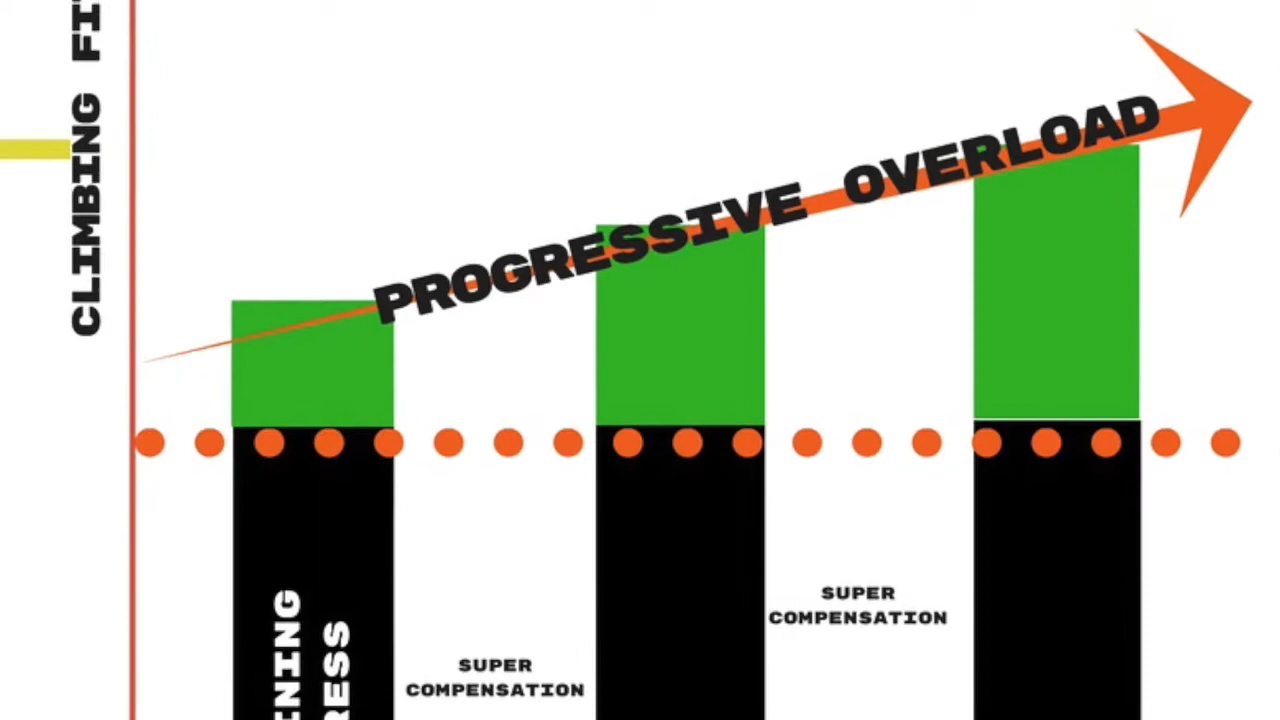 CLIMBING
PROGRESSIVE OVERLOAD
SUPER
COMPENSATION
SUPER
COMPENSATION